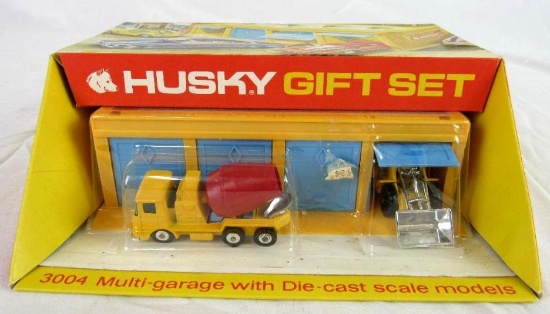 HUSKY® GIFT SET
3004 Multi-garage with Die-cast scale models